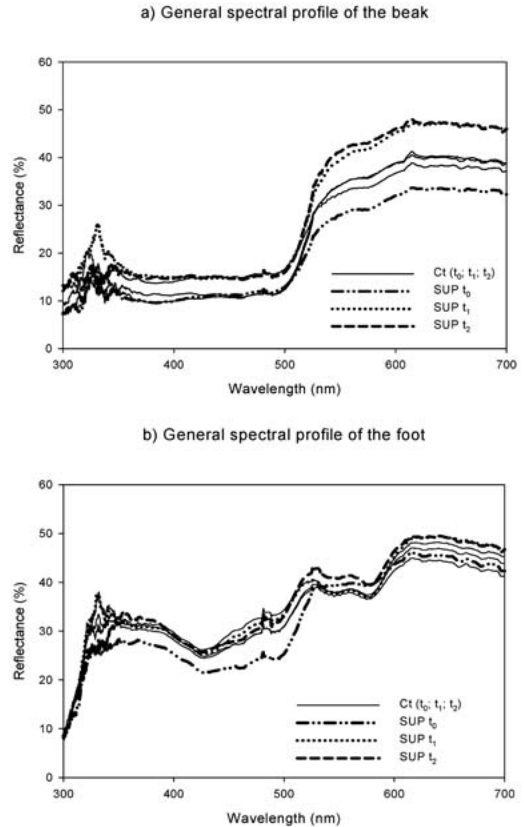 a) General spectral profile of the beak
60
50
40
30
20
10
0
Reflectance (%)
Ct (t0; t1; t2)
SUP t0
SUP t1
SUP t2
300 400 500 600 700
Wavelength (nm)
b) General spectral profile of the foot
60
50
40
30
20
10
0
Reflectance (%)
Ct (t0; t1; t2)
SUP t0
SUP t1
SUP t2
300 400 500 600 700
Wavelength (nm)